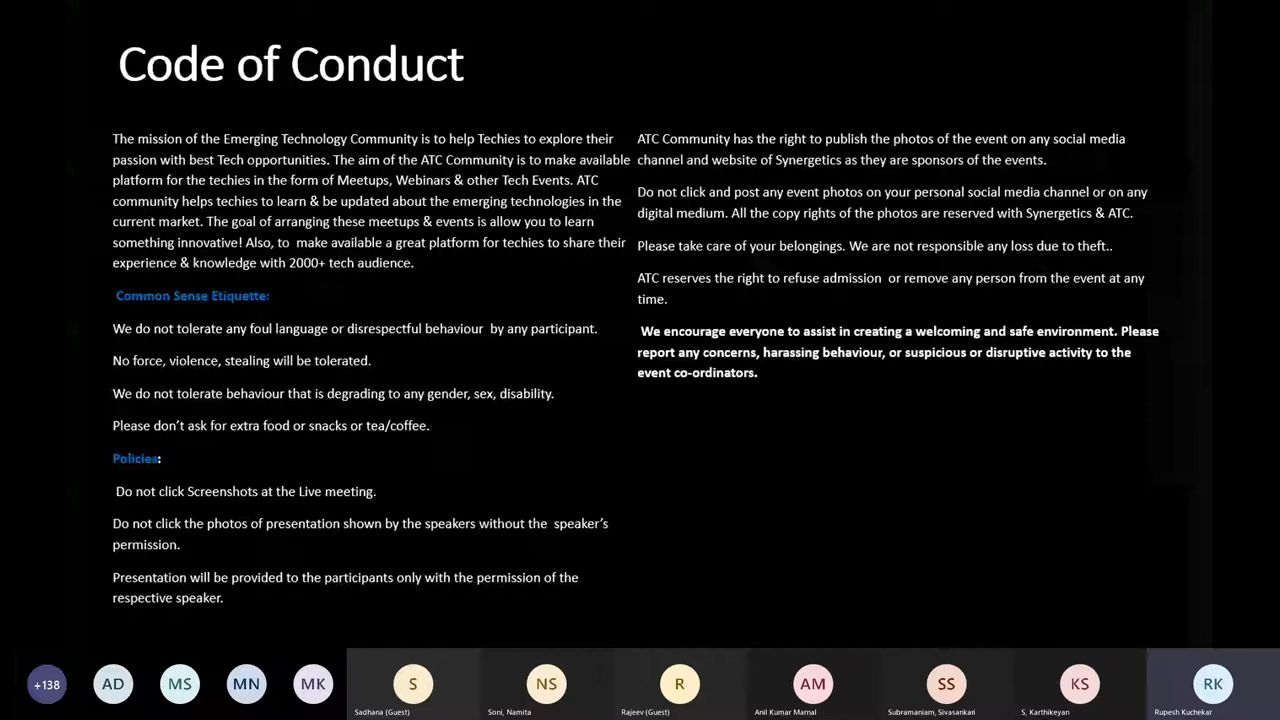 Code of Conduct
The mission of the Emerging Technology Community is to help Techies to explore their
passion with best Tech opportunities. The aim of the ATC Community is to make available
platform for the techies in the form of Meetups, Webinars & other Tech Events. ATC
community helps techies to learn & be updated about the emerging technologies in the
current market. The goal of arranging these meetups & events is allow you to learn
something innovative! Also, to  make available a great platform for techies to share their
experience & knowledge with 2000+ tech audience.
Common Sense Etiquette:
We do not tolerate any foul language or disrespectful behaviour  by any participant.
No force, violence, stealing will be tolerated.
We do not tolerate behaviour that is degrading to any gender, sex, disability.
Please don't ask for extra food or snacks or tea/coffee.
Policies:
Do not click Screenshots at the Live meeting.
Do not click the photos of presentation shown by the speakers without the  speaker's
permission.
Presentation will be provided to the participants only with the permission of the
respective speaker.
ATC Community has the right to publish the photos of the event on any social media
channel and website of Synergetics as they are sponsors of the events.
Do not click and post any event photos on your personal social media channel or on any
digital medium. All the copy rights of the photos are reserved with Synergetics & ATC.
Please take care of your belongings. We are not responsible any loss due to theft..
ATC reserves the right to refuse admission  or remove any person from the event at any
time.
We encourage everyone to assist in creating a welcoming and safe environment. Please
report any concerns, harassing behaviour, or suspicious or disruptive activity to the
event co-ordinators.
+138
AD
MS
MN
MK
S
NS
R
AM
SS
KS
RK
Sadhana (Guest)
Soni, Namita
Rajeev (Guest)
Anil Kumar Mamal
Subramaniam, Sivasankari
S, Karthikeyan
Rupesh Kuchekar